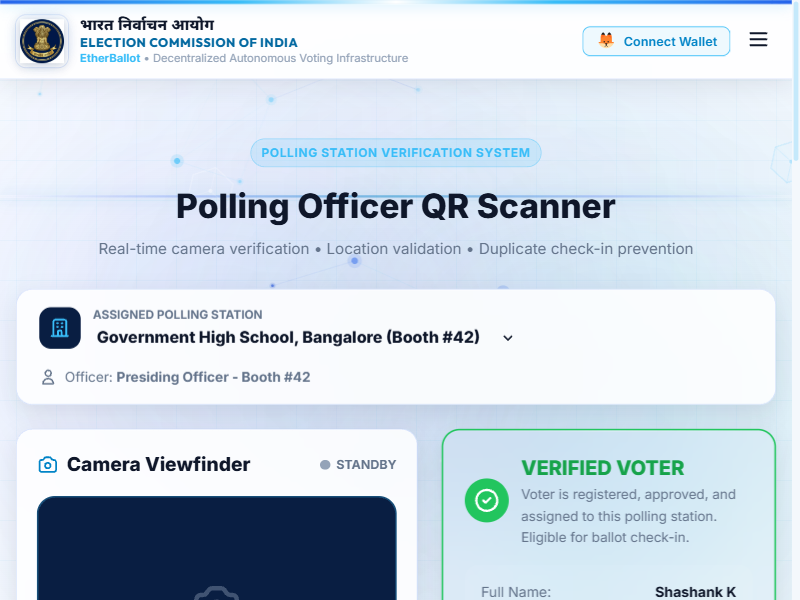 भारत निर्वाचन आयोग
ELECTION COMMISSION OF INDIA
EtherBallot • Decentralized Autonomous Voting Infrastructure
Connect Wallet
POLLING STATION VERIFICATION SYSTEM
Polling Officer QR Scanner
Real-time camera verification • Location validation • Duplicate check-in prevention
ASSIGNED POLLING STATION
Government High School, Bangalore (Booth #42)
Officer: Presiding Officer - Booth #42
Camera Viewfinder
STANDBY
VERIFIED VOTER
Voter is registered, approved, and
assigned to this polling station.
Eligible for ballot check-in.
Full Name: Shashank K